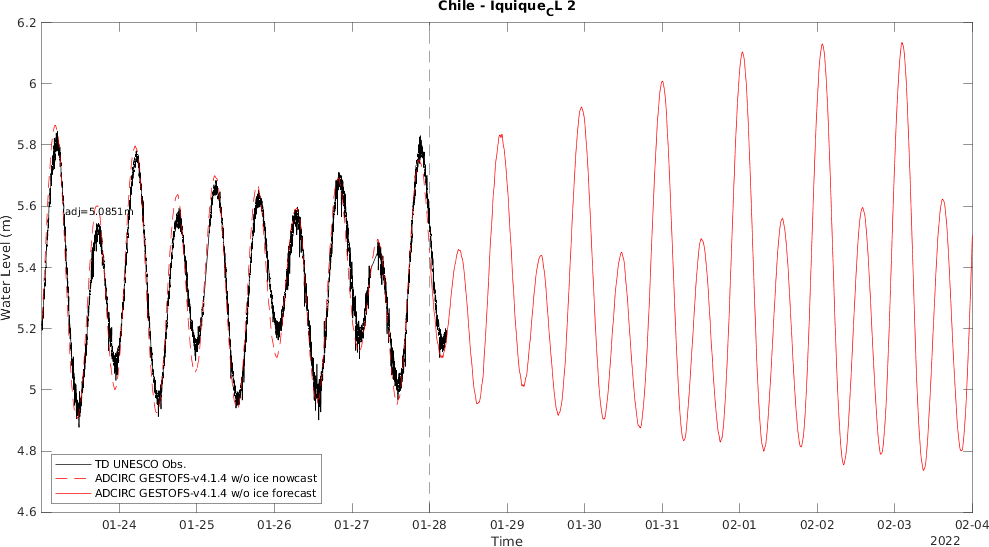 Chile - Iquique_CL 2
Water Level (m)
6.2
6
5.8
5.6
5.4
5.2
5
4.8
4.6
adj=5.0851m
TD UNESCO Obs.
ADCIRC GESTOFS-v4.1.4 w/o ice nowcast
ADCIRC GESTOFS-v4.1.4 w/o ice forecast
01-24 01-25 01-26 01-27 01-28 01-29 01-30 01-31 02-01 02-02 02-03 02-04
Time
2022